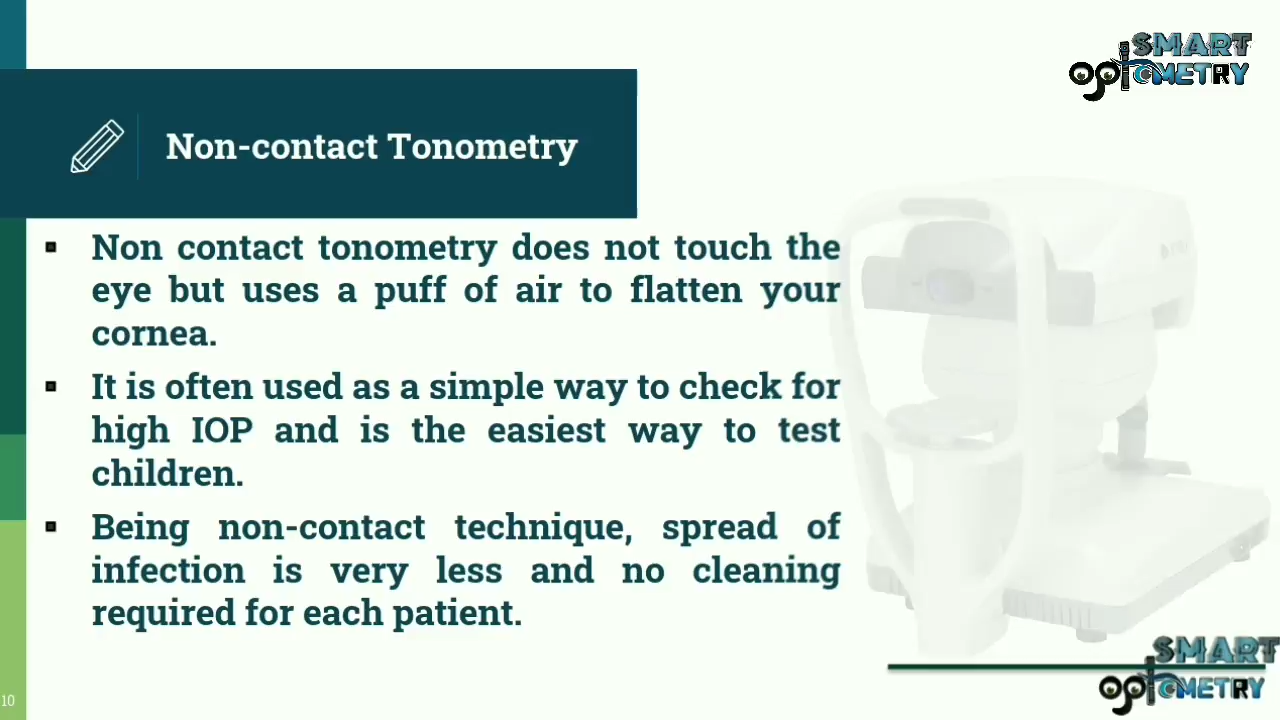 SMART
optOMETRY
Non-contact Tonometry
Non contact tonometry does not touch the
eye but uses a puff of air to flatten your
cornea.
It is often used as a simple way to check for
high IOP and is the easiest way to test
children.
Being non-contact technique, spread of
infection is very less and no cleaning
required for each patient.
SMART
optOMETRY
10